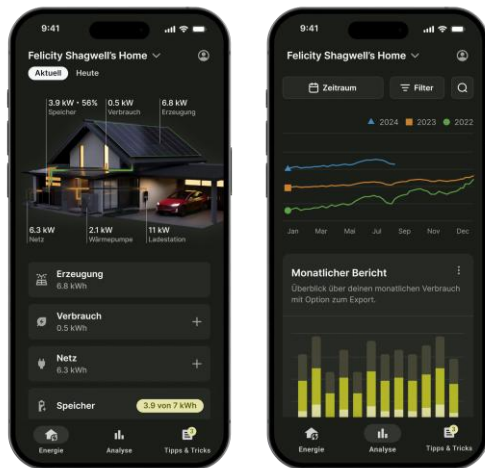 9:41
Felicity Shagwell's Home
Aktuell Heute
3.9 kW - 56% 0.5 kW 6.8 kW
Speicher Verbrauch Erzeugung
6.3 kW 2.1 kW 11 kW
Netz Wärmepumpe Ladestation
Erzeugung
6.8 kWh
Verbrauch
0.5 kWh
Netz
6.3 kWh
Speicher 3.9 von 7 kWh
3
Energie Analyse Tipps & Tricks
9:41
Felicity Shagwell's Home
Zeitraum Filter
2024 2023 2022
Jan Mar Mai Jul Sep Nov Dec
Monatlicher Bericht
Überblick über deinen monatlichen Verbrauch
mit Option zum Export.
3
Energie Analyse Tipps & Tricks